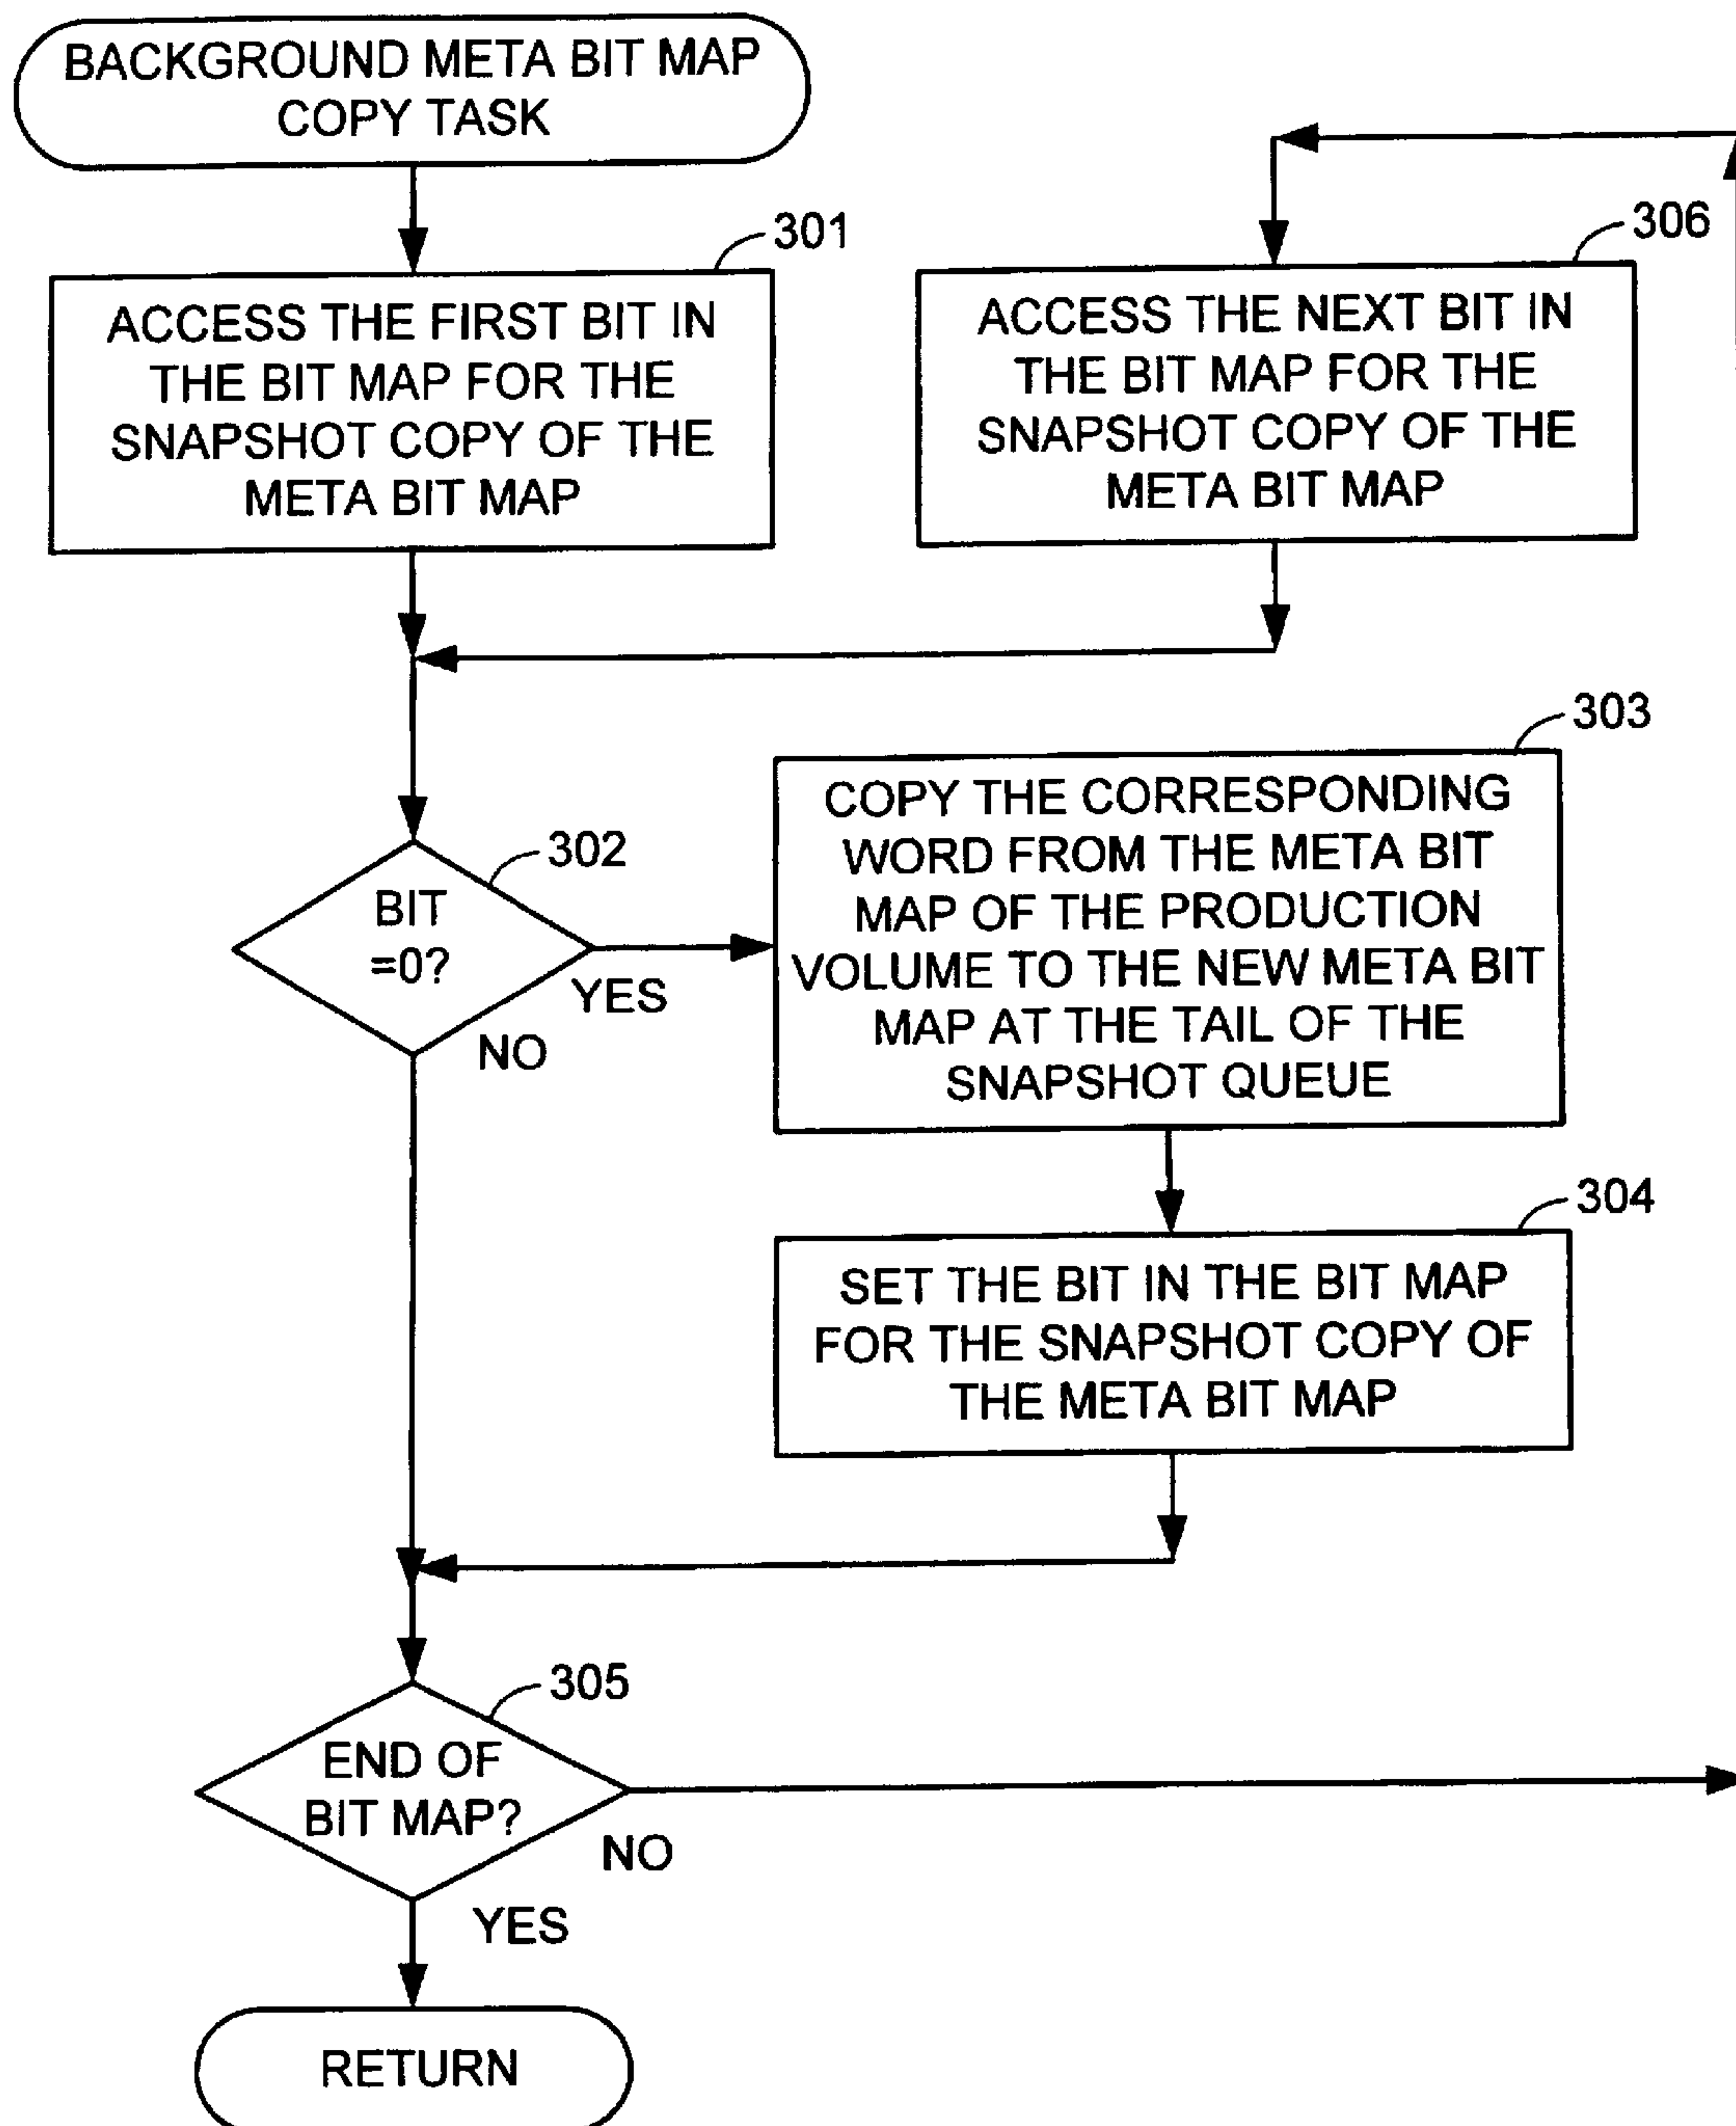 BACKGROUND META BIT MAP
COPY TASK
301
ACCESS THE FIRST BIT IN
THE BIT MAP FOR THE
SNAPSHOT COPY OF THE
META BIT MAP
306
ACCESS THE NEXT BIT IN
THE BIT MAP FOR THE
SNAPSHOT COPY OF THE
META BIT MAP
302
BIT
=0?
YES
NO
303
COPY THE CORRESPONDING
WORD FROM THE META BIT
MAP OF THE PRODUCTION
VOLUME TO THE NEW META BIT
MAP AT THE TAIL OF THE
SNAPSHOT QUEUE
304
SET THE BIT IN THE BIT MAP
FOR THE SNAPSHOT COPY OF
THE META BIT MAP
305
END OF
BIT MAP?
NO
YES
RETURN